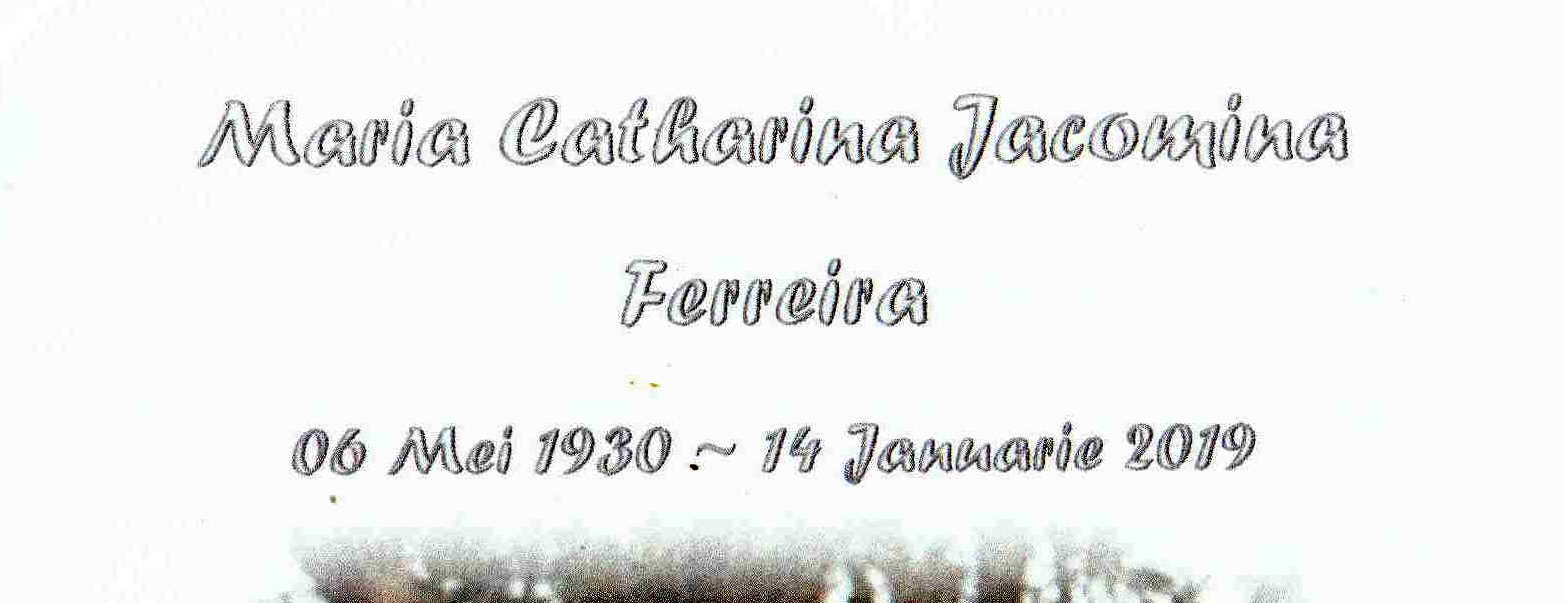 Maria Catharina Jacomina
Ferreira
06 Mei 1930 ~ 14 Januarie 2019